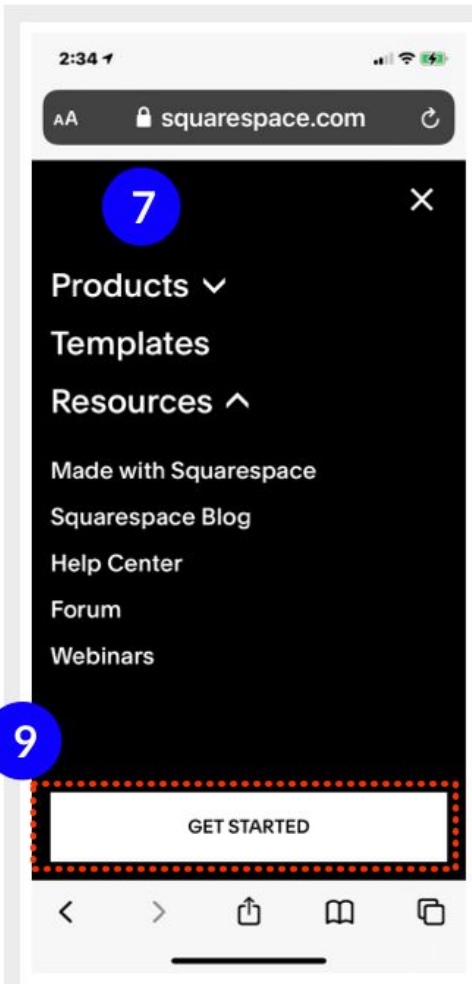 2:34
AA squarespace.com
7
Products
Templates
Resources
Made with Squarespace
Squarespace Blog
Help Center
Forum
Webinars
9
GET STARTED